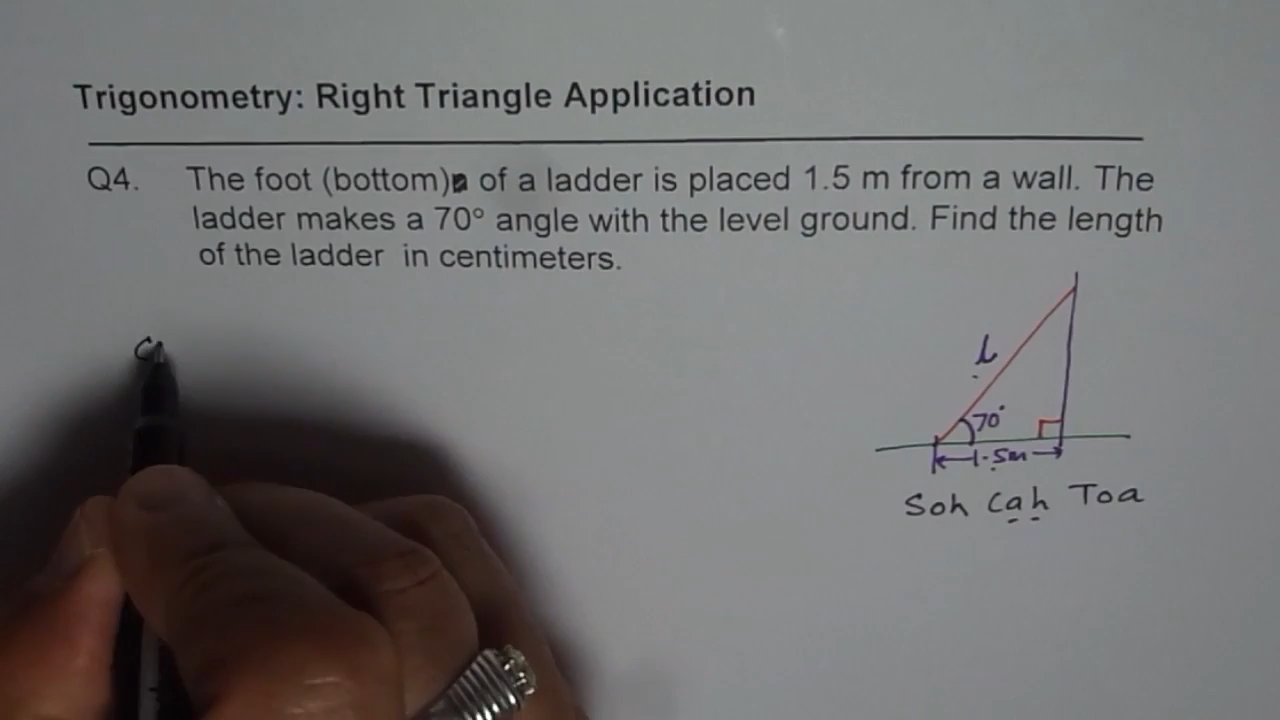 Trigonometry: Right Triangle Application
Q4. The foot (bottom) of a ladder is placed 1.5 m from a wall. The
ladder makes a 70° angle with the level ground. Find the length
of the ladder in centimeters.
L
70°
1.5m
Soh Cah Toa